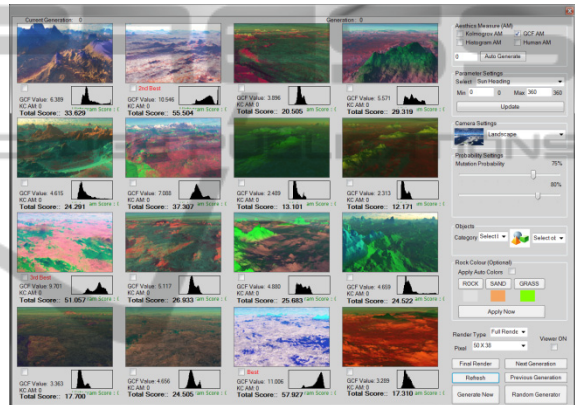 Current Generation: 0
Generation: 0
2nd Best
GCF Value: 6.389
KC AM: 0
Total Score:: 33.629
GCF Value: 10.546
KC AM: 0
Total Score:: 55.504
GCF Value: 3.896
KC AM: 0
Total Score:: 20.505
GCF Value: 5.571
KC AM: 0
Total Score:: 29.319
GCF Value: 4.615
KC AM: 0
Total Score:: 24.291
GCF Value: 7.088
KC AM: 0
Total Score:: 37.307
GCF Value: 2.489
KC AM: 0
Total Score:: 13.101
GCF Value: 2.313
KC AM: 0
Total Score:: 12.171
3rd Best
GCF Value: 9.701
KC AM: 0
Total Score:: 51.057
GCF Value: 5.117
KC AM: 0
Total Score:: 26.933
GCF Value: 4.880
KC AM: 0
Total Score:: 25.683
GCF Value: 4.659
KC AM: 0
Total Score:: 24.522
GCF Value: 3.363
KC AM: 0
Total Score:: 17.700
GCF Value: 4.656
KC AM: 0
Total Score:: 24.505
Best
GCF Value: 11.006
KC AM: 0
Total Score:: 57.927
GCF Value: 3.289
KC AM: 0
Total Score:: 17.310
Aesthtics Measure (AM)
Kolmogrov AM
GCF AM
Histogram AM
Human AM
0
Auto Generate
Parameter Settings
Select Sun Heading
Min 0 0 Max 360 360
Update
Camera Settings
Landscape
Probability Settings
Mutation Probability 75%
80%
Objects
Category Select
Rock Colour (Optional)
Apply Auto Colors
ROCK SAND GRASS
Apply Now
Render Type Full Rende
Viewer ON
Pixel 50 X 38
Final Render Next Generation
Refresh Previous Generation
Generate New Random Generator